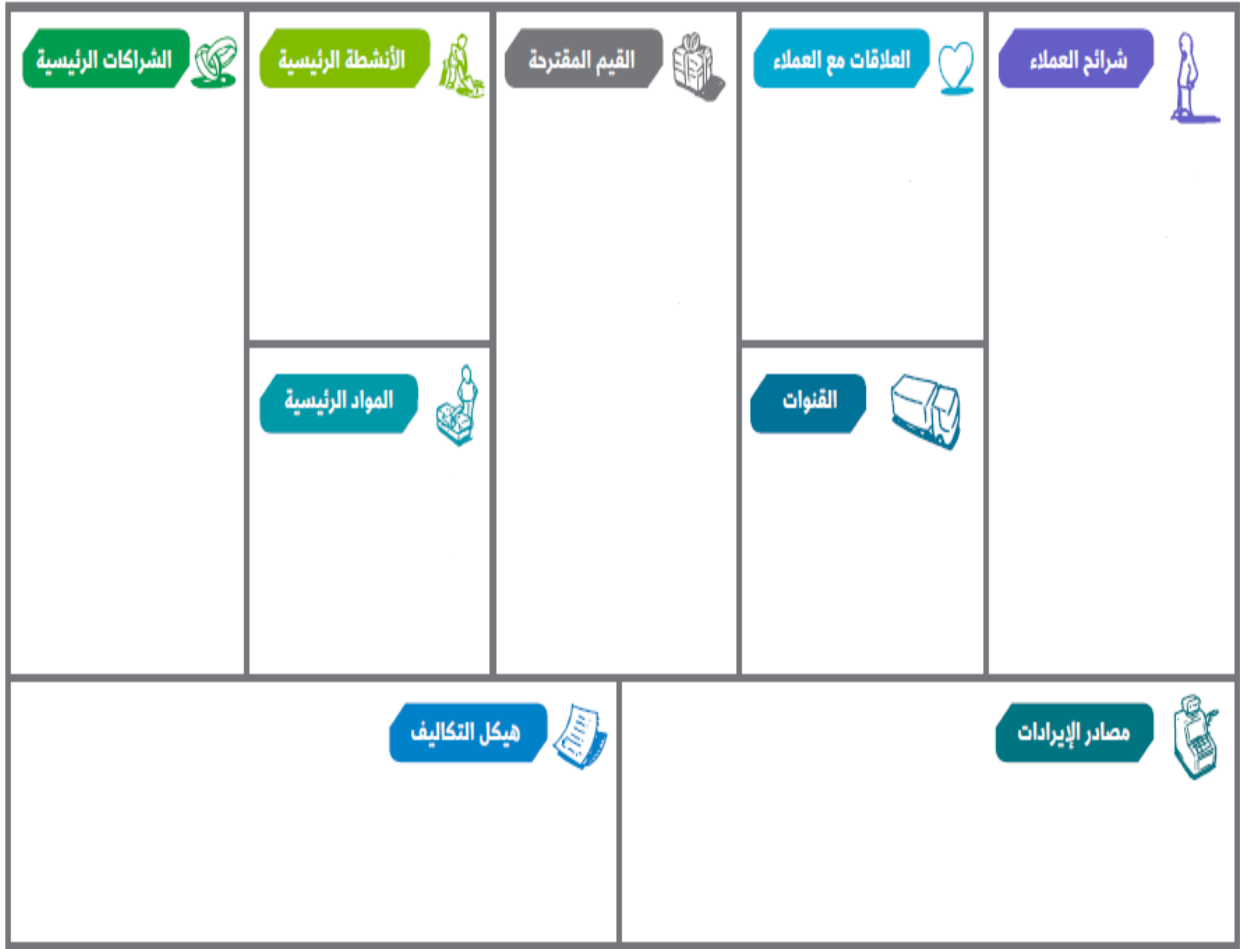 شرائح العملاء
العلاقات مع العملاء
القيم المقترحة
الأنشطة الرئيسية
الشراكات الرئيسية
القنوات
المواد الرئيسية
مصادر الإيرادات
هيكل التكاليف